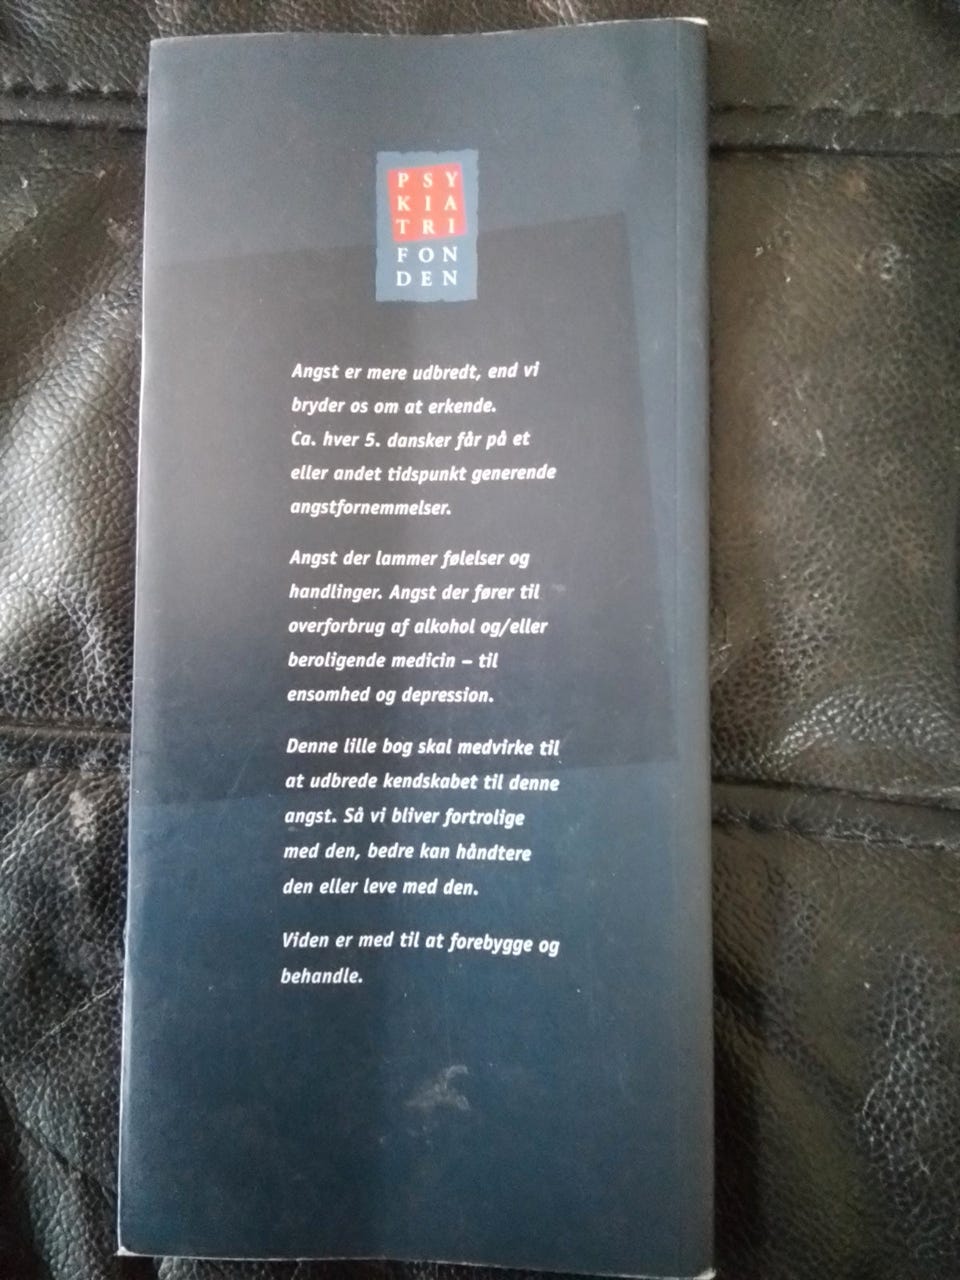 PSY
KIA
TRI
FON
DEN
Angst er mere udbredt, end vi
bryder os om at erkende.
Ca. hver 5. dansker får på et
eller andet tidspunkt generende
angstfornemmelser.
Angst der lammer følelser og
handlinger. Angst der fører til
overforbrug af alkohol og/eller
beroligende medicin – til
ensomhed og depression.
Denne lille bog skal medvirke til
at udbrede kendskabet til denne
angst. Så vi bliver fortrolige
med den, bedre kan håndtere
den eller leve med den.
Viden er med til at forebygge og
behandle.